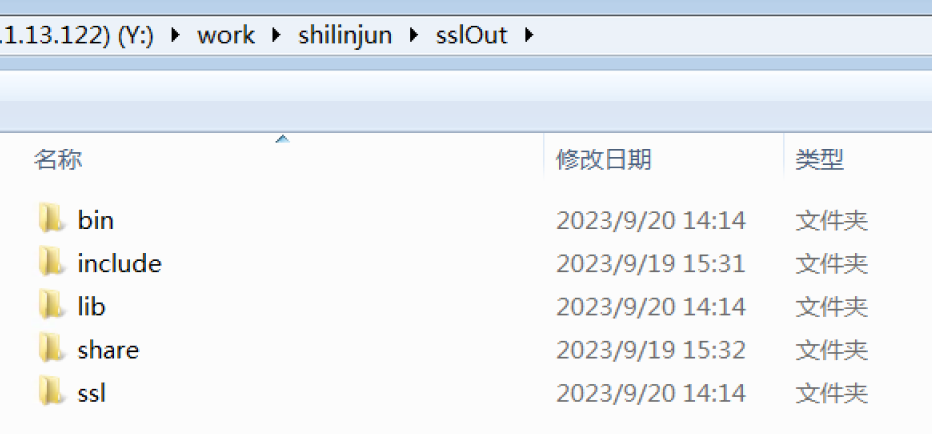 .1.13.122) (Y:) ▸ work ▸ shilinjun ▸ sslOut ▸
名称 修改日期 类型
bin 2023/9/20 14:14 文件夹
include 2023/9/19 15:31 文件夹
lib 2023/9/20 14:14 文件夹
share 2023/9/19 15:32 文件夹
ssl 2023/9/20 14:14 文件夹